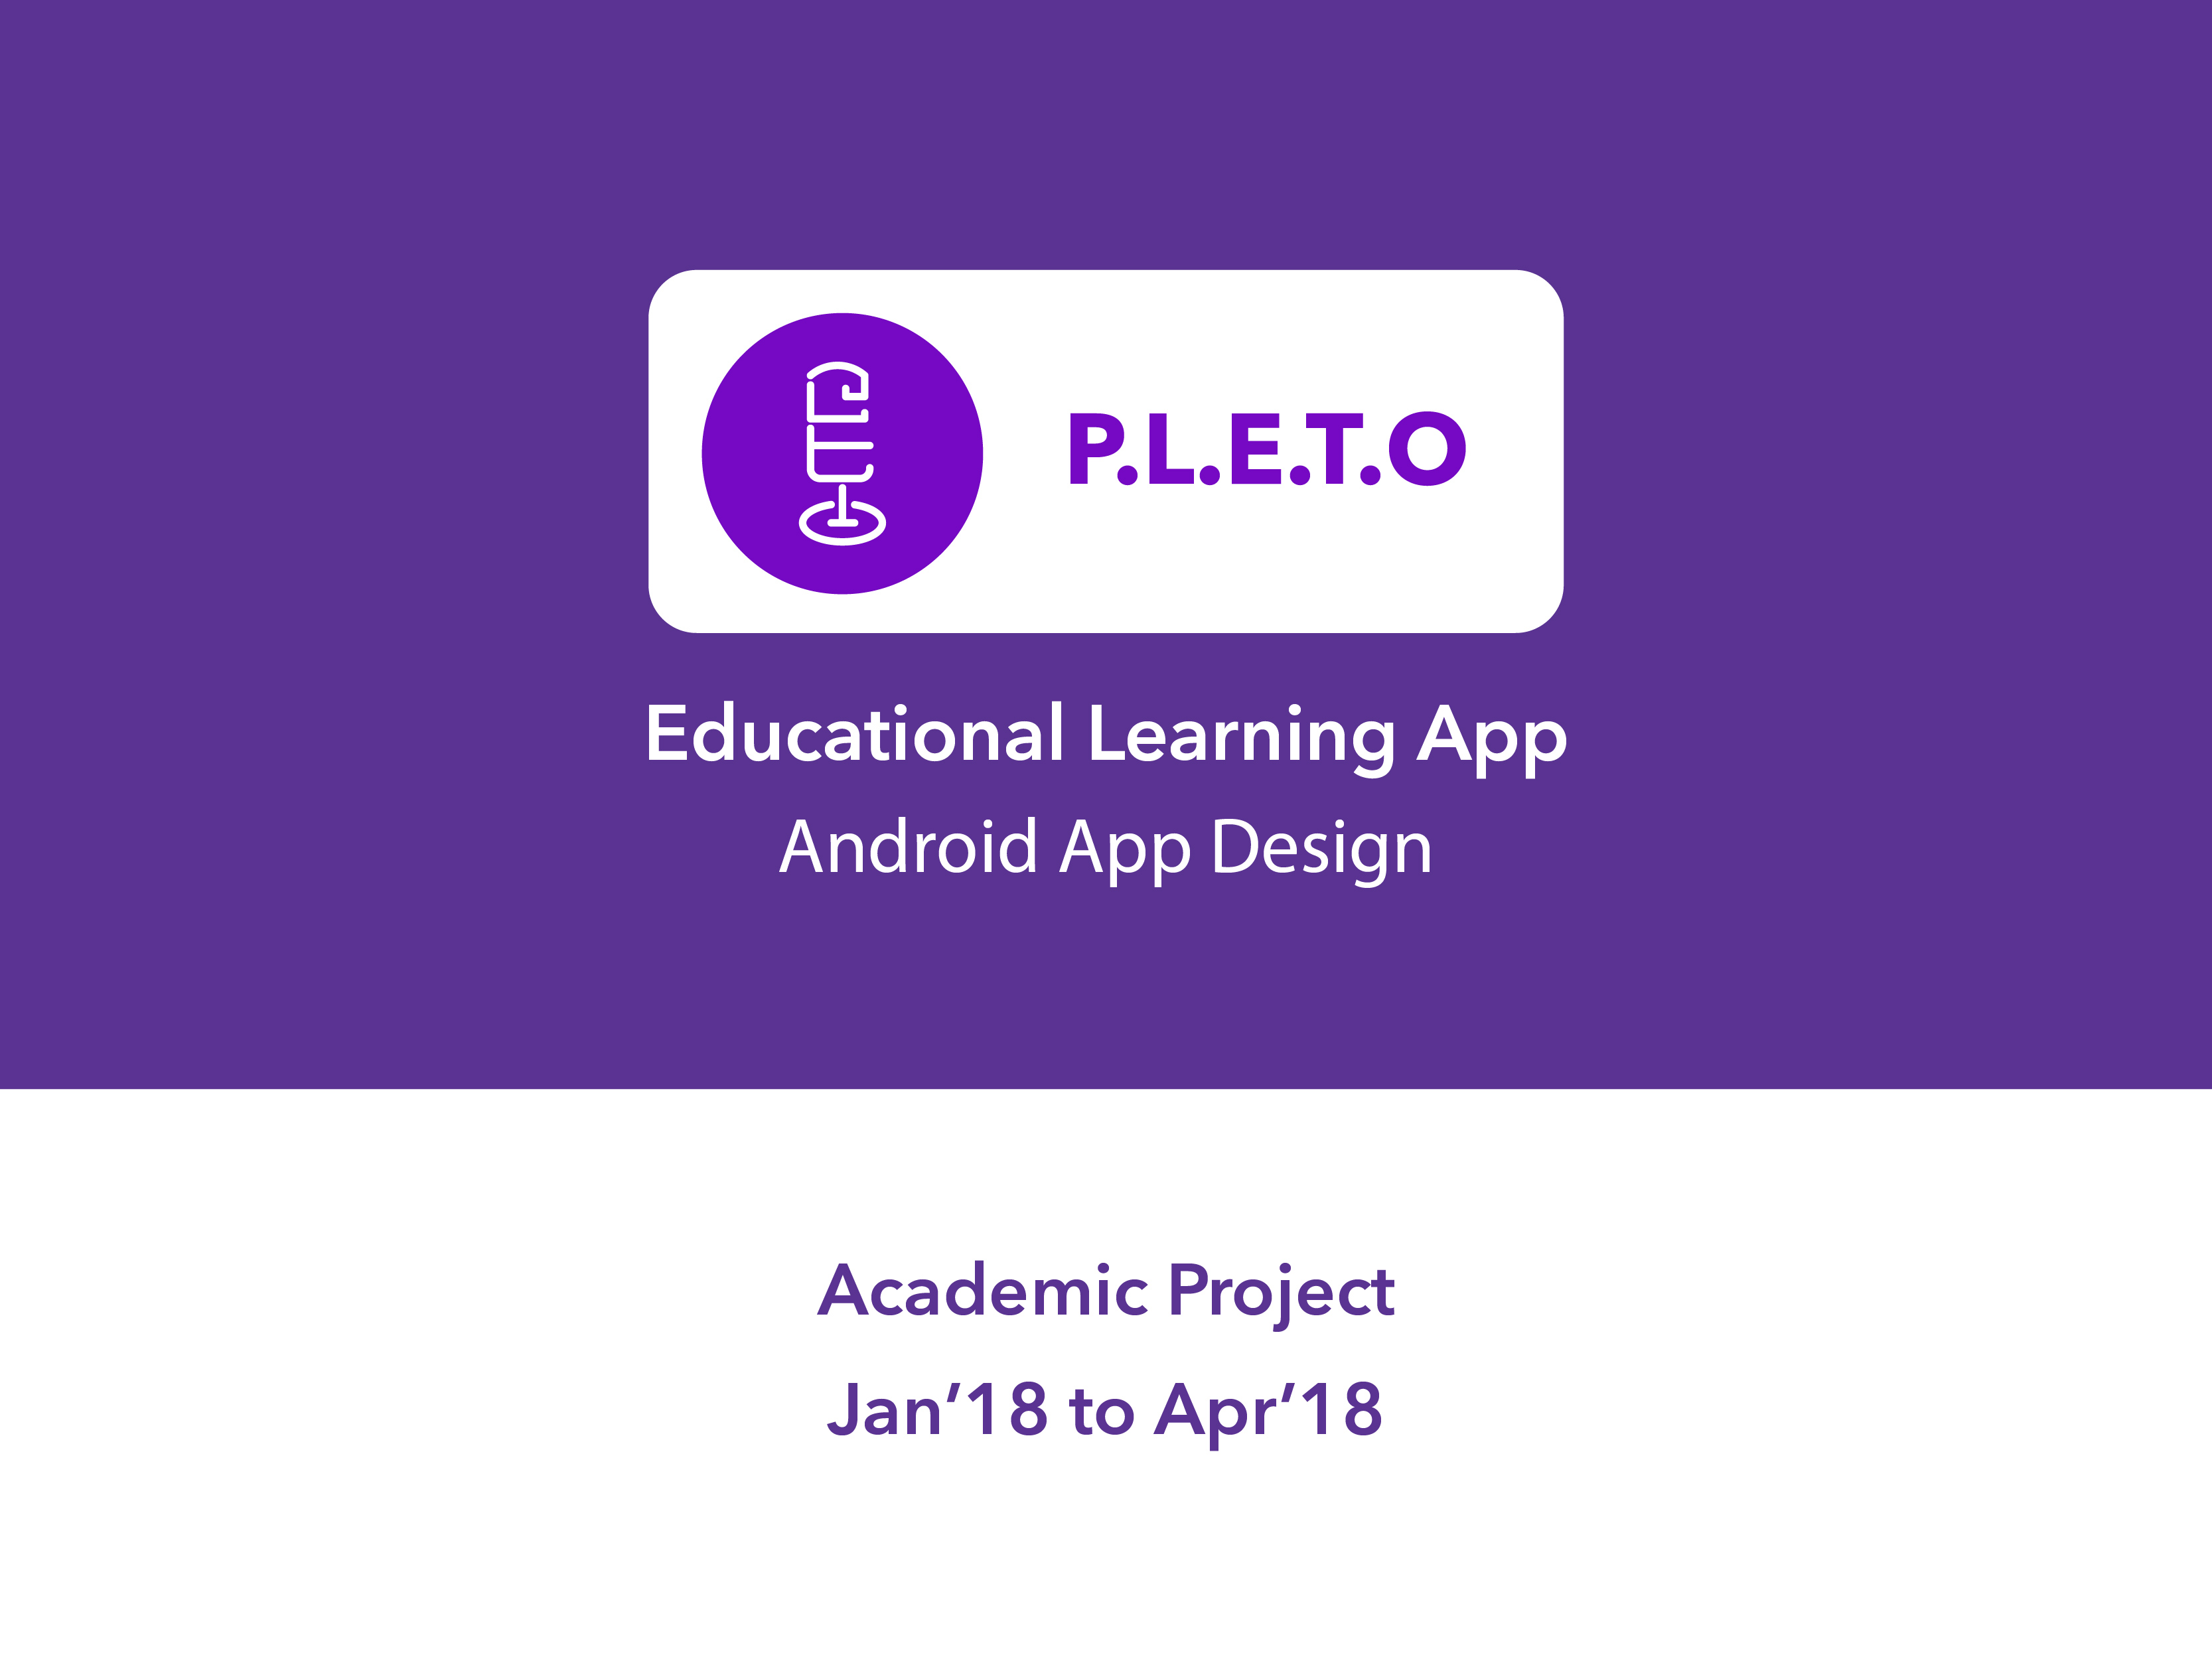 P.L.E.T.O
Educational Learning App
Android App Design
Academic Project
Jan’18 to Apr’18